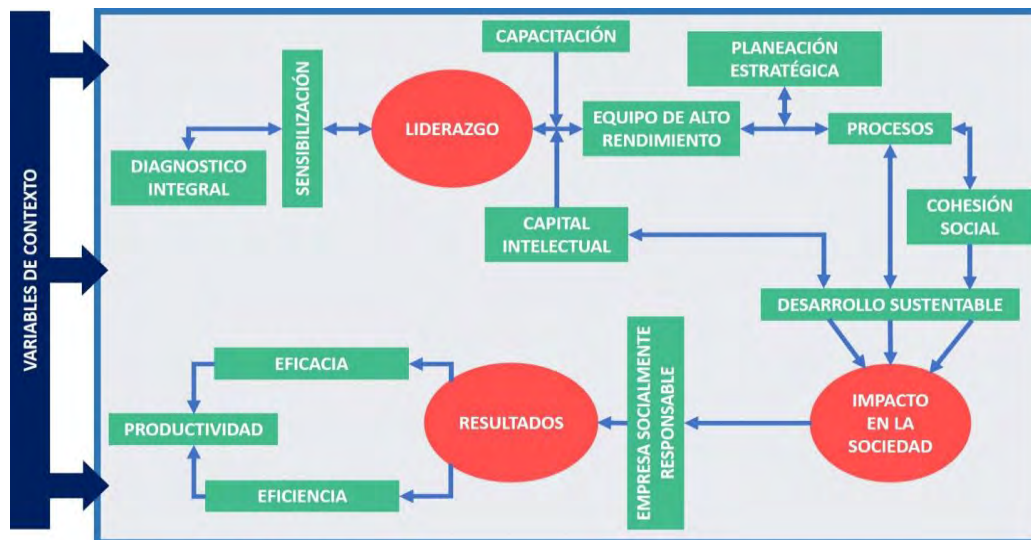 VARIABLES DE CONTEXTO
DIAGNOSTICO
INTEGRAL
SENSIBILIZACIÓN
LIDERAZGO
CAPACITACIÓN
EQUIPO DE ALTO
RENDIMIENTO
PLANEACIÓN
ESTRATÉGICA
PROCESOS
CAPITAL
INTELECTUAL
COHESIÓN
SOCIAL
DESARROLLO SUSTENTABLE
IMPACTO
EN LA
SOCIEDAD
EMPRESA SOCIALMENTE
RESPONSABLE
RESULTADOS
EFICACIA
PRODUCTIVIDAD
EFICIENCIA